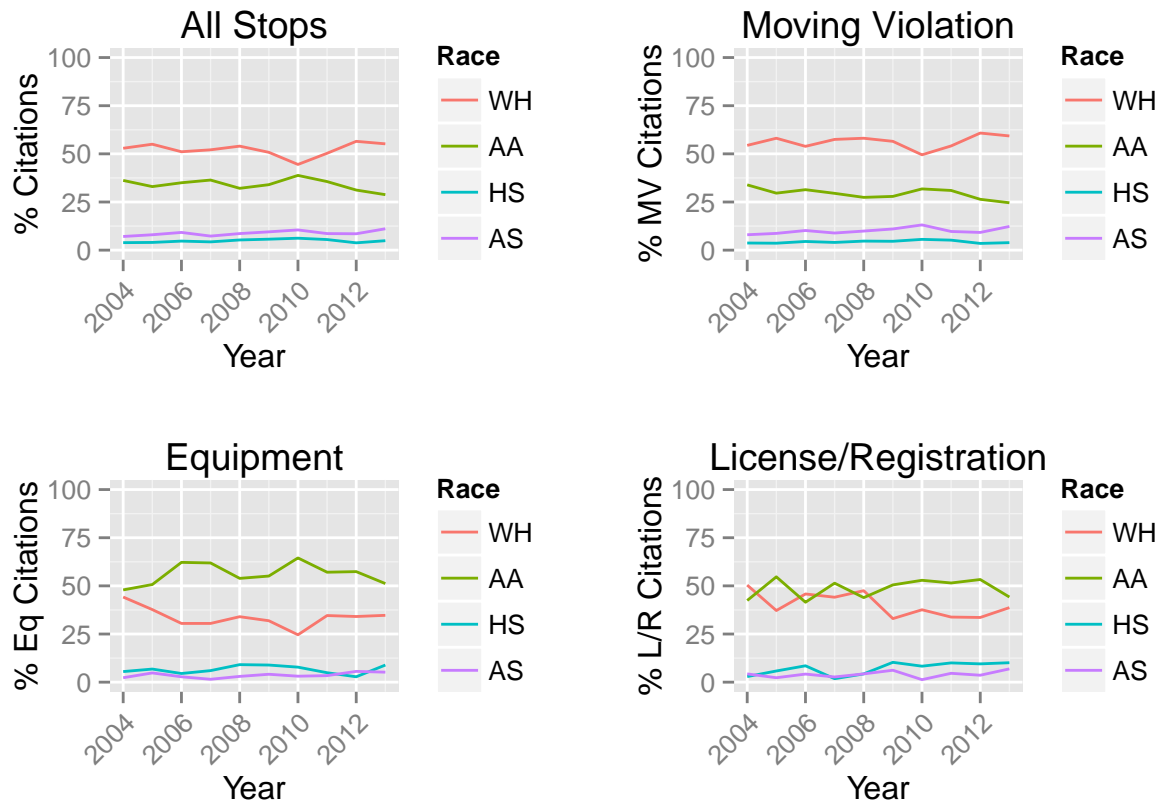 All Stops
% Citations
100
75
50
25
0
2004
2006
2008
2010
2012
Year
Race
WH
AA
HS
AS
Moving Violation
% MV Citations
100
75
50
25
0
2004
2006
2008
2010
2012
Year
Race
WH
AA
HS
AS
Equipment
% Eq Citations
100
75
50
25
0
2004
2006
2008
2010
2012
Year
Race
WH
AA
HS
AS
License/Registration
% L/R Citations
100
75
50
25
0
2004
2006
2008
2010
2012
Year
Race
WH
AA
HS
AS